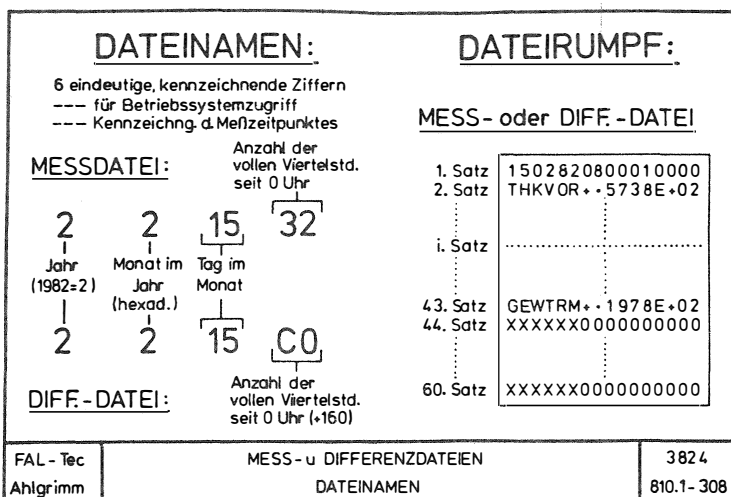 DATEINAMEN:
6 eindeutige, kennzeichnende Ziffern
--- für Betriebssystemzugriff
--- Kennzeichng. d. Meßzeitpunktes
MESSDATEI:
Anzahl der
vollen Viertelstd.
seit 0 Uhr
2 2 15 32
Jahr
(1982=2)
Monat im
Jahr
(hexad.)
Tag im
Monat
2 2 15 C0
DIFF.-DATEI:
Anzahl der
vollen Viiertelstd.
seit 0 Uhr (+160)
DATEIRUMPF:
MESS- oder DIFF.-DATEI
1. Satz 1502820800010000
2. Satz THKVOR+·5738E+02
i. Satz
43. Satz GEWTRM+·1978E+02
44. Satz XXXXXX0000000000
60. Satz XXXXXX0000000000
FAL-Tec
Ahlgrimm
MESS-u DIFFERENZDATEIEN
DATEINAMEN
3824
810.1-308